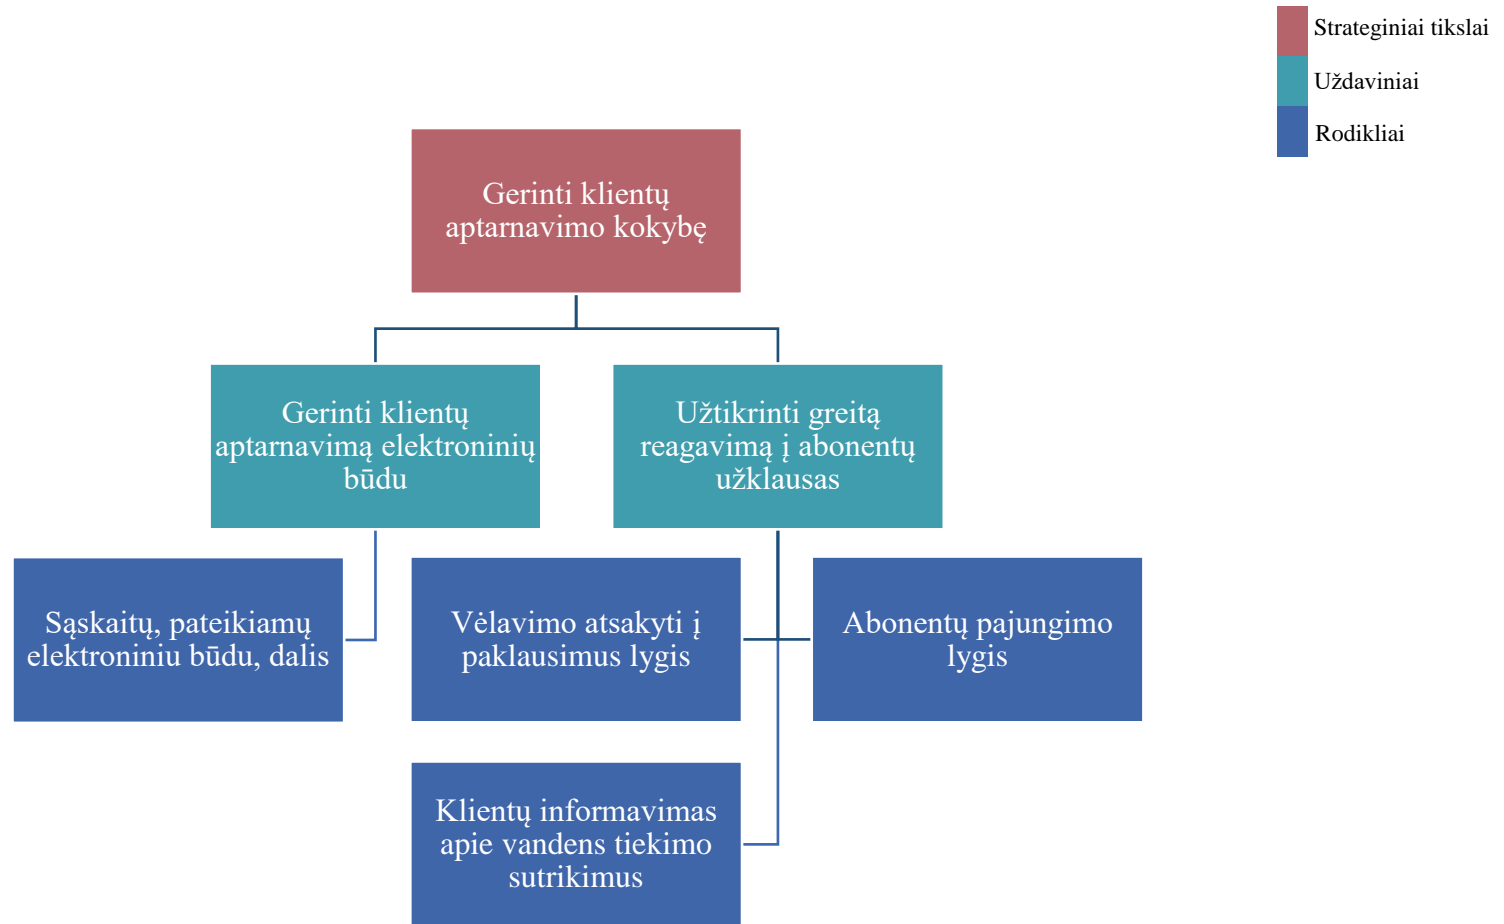 Strateginiai tikslai
Uždaviniai
Rodikliai
Gerinti klientų
aptarnavimo kokybę
Gerinti klientų
aptarnavimą elektroninių
būdu
Užtikrinti greitą
reagavimą į abonentų
užklausas
Sąskaitų, pateikiamų
elektroniniu būdu, dalis
Vėlavimo atsakyti į
paklausimus lygis
Abonentų pajungimo
lygis
Klientų informavimas
apie vandens tiekimo
sutrikimus